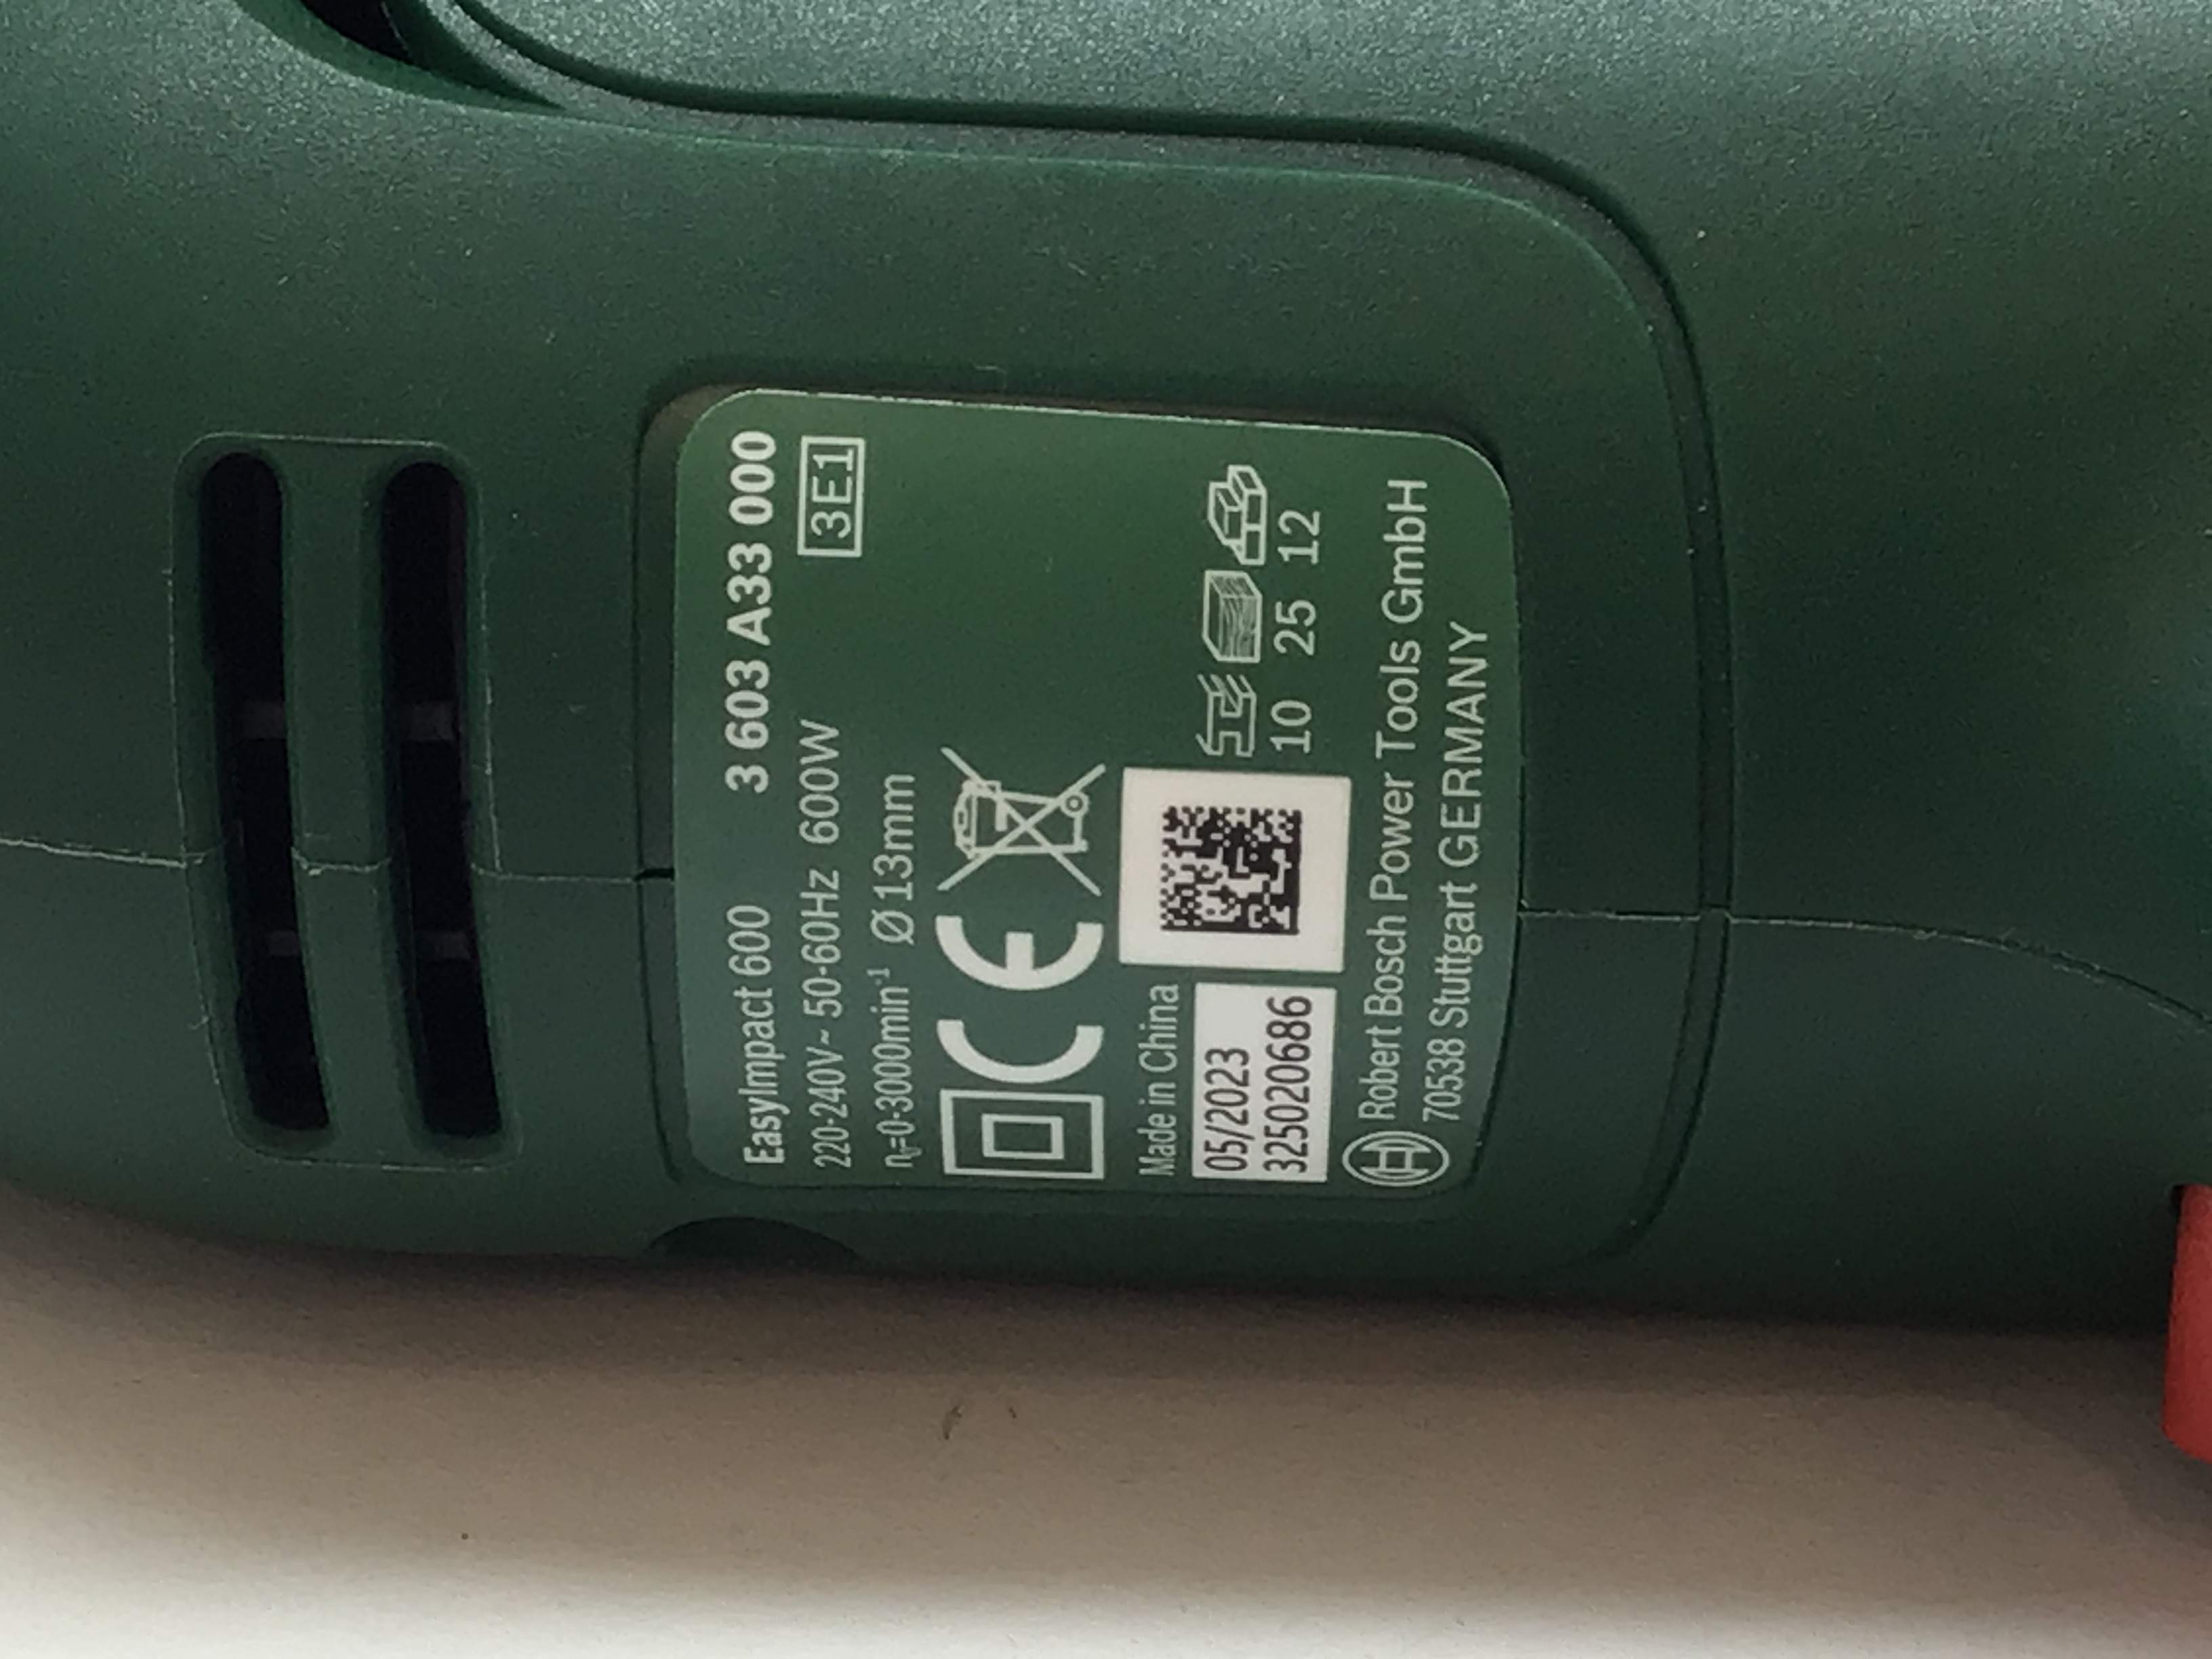 EasyImpact 600 3 603 A33 000
220-240V~ 50-60Hz 600W 3E1
n₀=0-3000min⁻¹ Ø13mm
CE
Made in China
05/2023
325020686
10 25 12
Robert Bosch Power Tools GmbH
70538 Stuttgart GERMANY